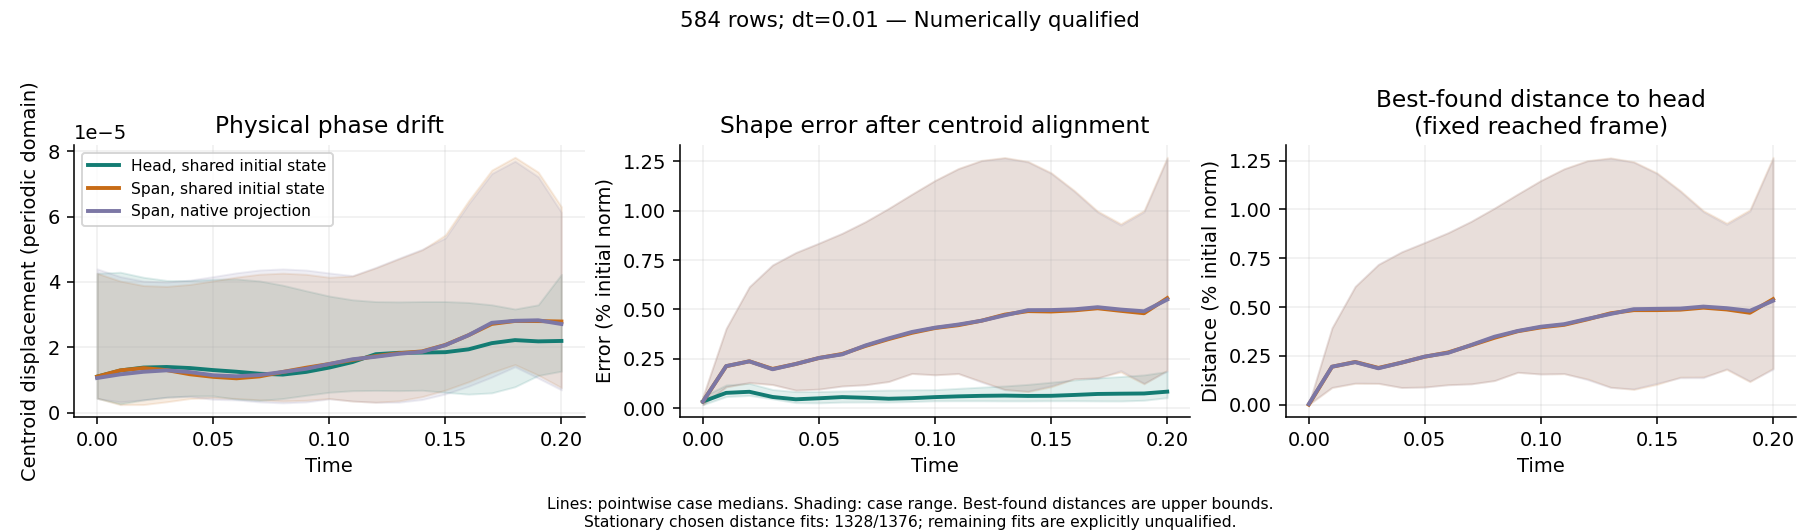 584 rows; dt=0.01 — Numerically qualified
Physical phase drift
1e−5
Centroid displacement (periodic domain)
8
6
4
2
0
Head, shared initial state
Span, shared initial state
Span, native projection
0.00 0.05 0.10 0.15 0.20
Time
Shape error after centroid alignment
Error (% initial norm)
1.25
1.00
0.75
0.50
0.25
0.00
0.00 0.05 0.10 0.15 0.20
Time
Best-found distance to head
(fixed reached frame)
Distance (% initial norm)
1.25
1.00
0.75
0.50
0.25
0.00
0.00 0.05 0.10 0.15 0.20
Time
Lines: pointwise case medians. Shading: case range. Best-found distances are upper bounds.
Stationary chosen distance fits: 1328/1376; remaining fits are explicitly unqualified.